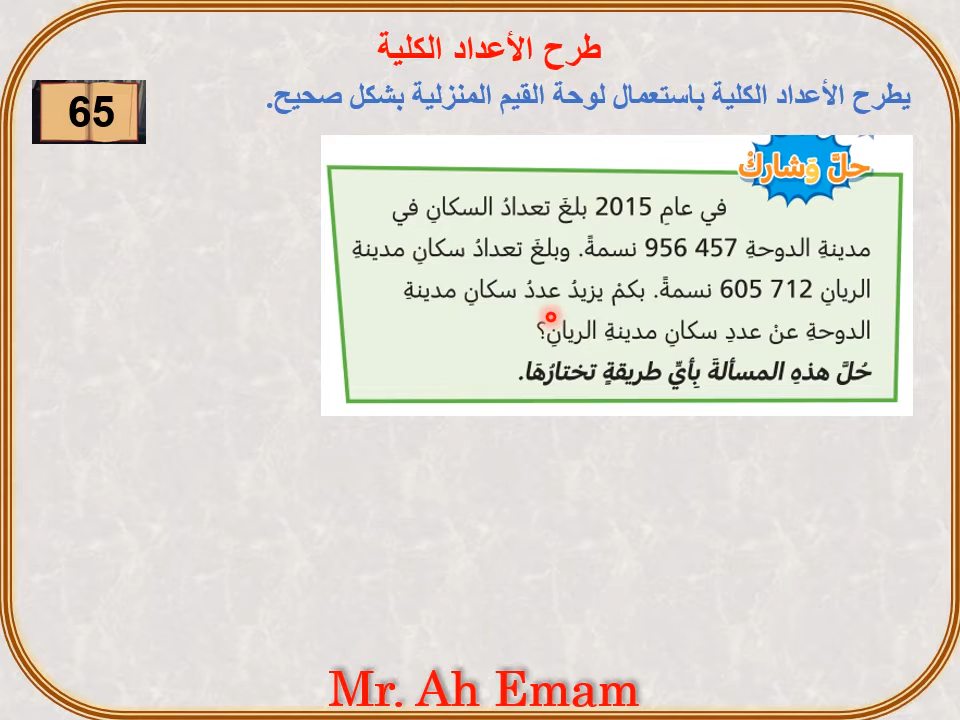 طرح الأعداد الكلية
يطرح الأعداد الكلية باستعمال لوحة القيم المنزلية بشكل صحيح.
65
حلَّ وَشاركْ
في عامِ 2015 بلغَ تعدادُ السكانِ في
مدينةِ الدوحةِ 457 956 نسمةً. وبلغَ تعدادُ سكانِ مدينةِ
الريانِ 712 605 نسمةً. بكمْ يزيدُ عددُ سكانِ مدينةِ
الدوحةِ عنْ عددِ سكانِ مدينةِ الريانِ؟
حُلَّ هذهِ المسألةَ بِأيِّ طريقةٍ تختارُهَا.
Mr. Ah Emam